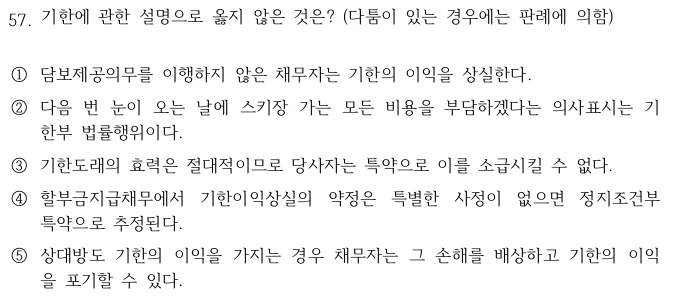 57. 기한에 관한 설명으로 옳지 않은 것은? (다툼이 있는 경우에는 판례에 의함)
① 담보제공의무를 이행하지 않은 채무자는 기한의 이익을 상실한다.
② 다음 번 눈이 오는 날에 스키장 가는 모든 비용을 부담하겠다는 의사표시는 기
한부 법률행위이다.
③ 기한도래의 효력은 절대적이므로 당사자는 특약으로 이를 소급시킬 수 없다.
④ 할부금지급채무에서 기한이익상실의 약정은 특별한 사정이 없으면 정지조건부
특약으로 추정된다.
⑤ 상대방도 기한의 이익을 가지는 경우 채무자는 그 손해를 배상하고 기한의 이익
을 포기할 수 있다.